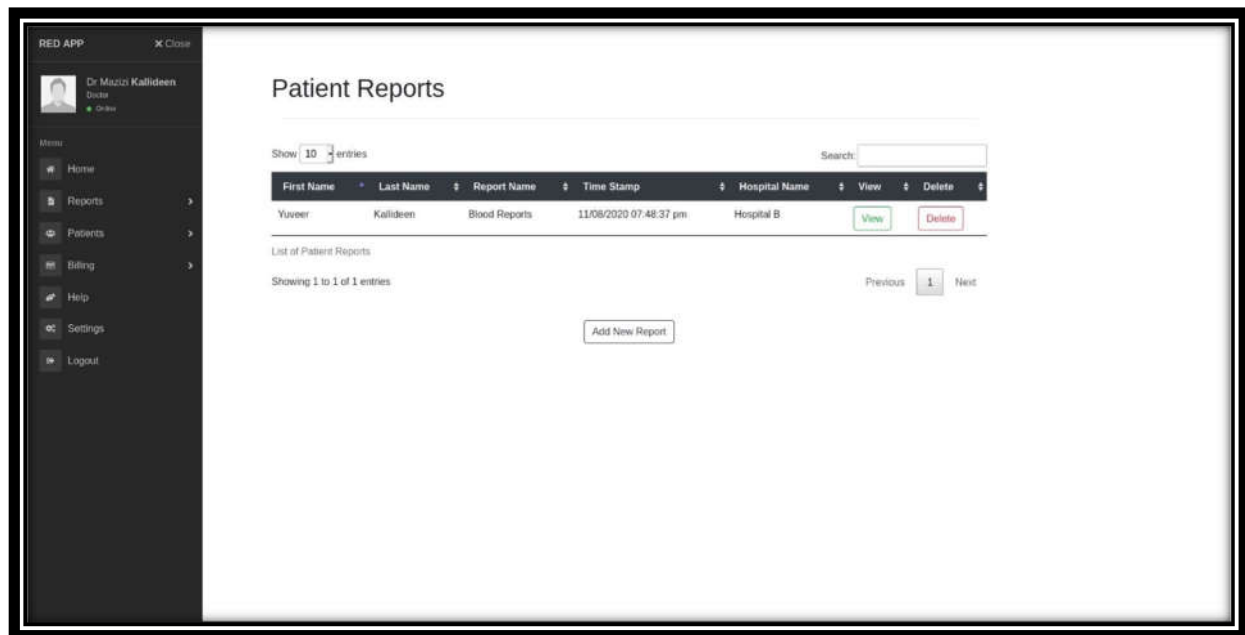 RED APP
Close
Dr Mazizi Kallideen
Doctor
Online
Menu
Home
Reports
Patients
Billing
Help
Settings
Logout
Patient Reports
Show 10 entries
Search:
First Name Last Name Report Name Time Stamp Hospital Name View Delete
Yuveer Kallideen Blood Reports 11/08/2020 07:48:37 pm Hospital B View Delete
List of Patient Reports
Showing 1 to 1 of 1 entries
Previous 1 Next
Add New Report